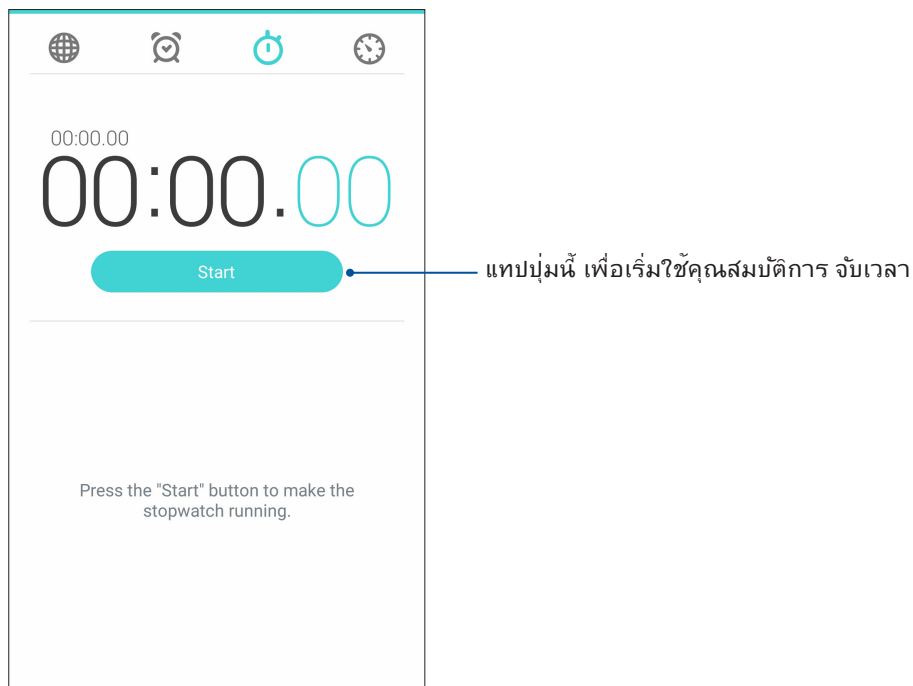 00:00.00
00:00.00
Start
แทปปุ่มนี้ เพื่อเริ่มใช้คุณสมบัติการ จับเวลา
Press the "Start" button to make the
stopwatch running.